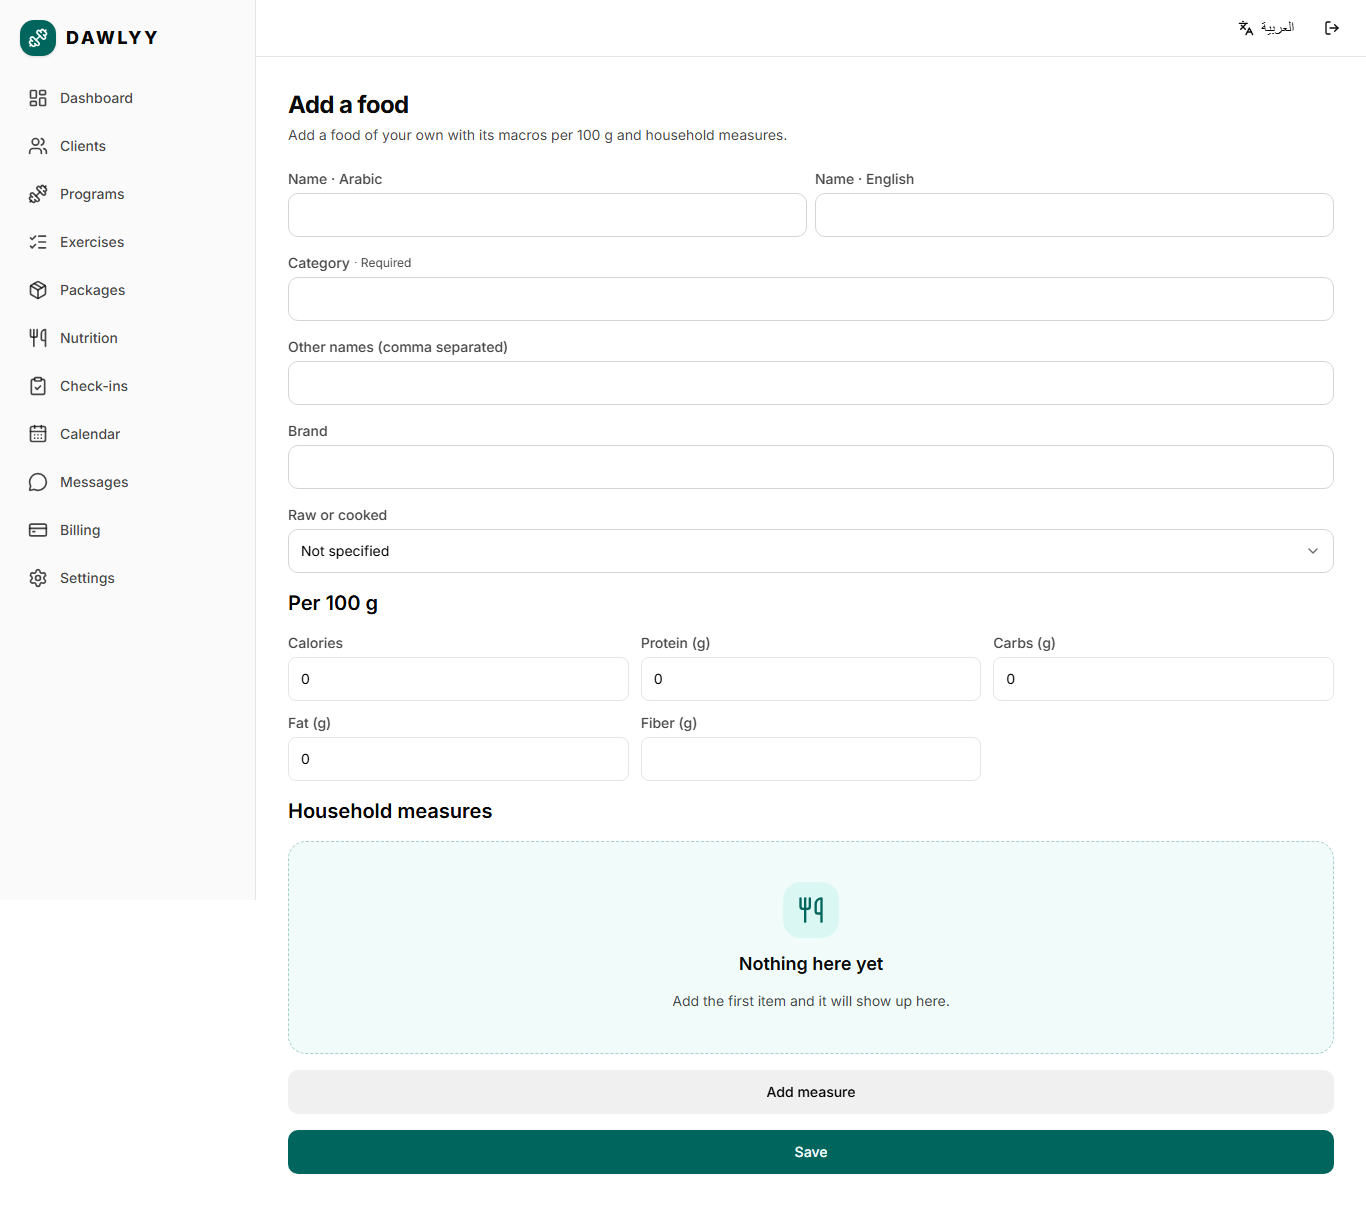 DAWLYY
العربية
Dashboard
Clients
Programs
Exercises
Packages
Nutrition
Check-ins
Calendar
Messages
Billing
Settings
Add a food
Add a food of your own with its macros per 100 g and household measures.
Name · Arabic
Name · English
Category · Required
Other names (comma separated)
Brand
Raw or cooked
Not specified
Per 100 g
Calories
Protein (g)
Carbs (g)
0
0
0
Fat (g)
Fiber (g)
0
Household measures
Nothing here yet
Add the first item and it will show up here.
Add measure
Save